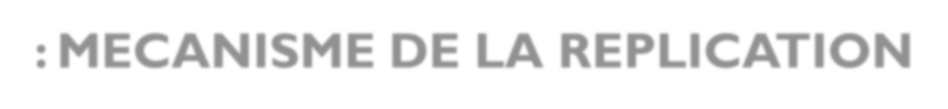 : MECANISME DE LA REPLICATION